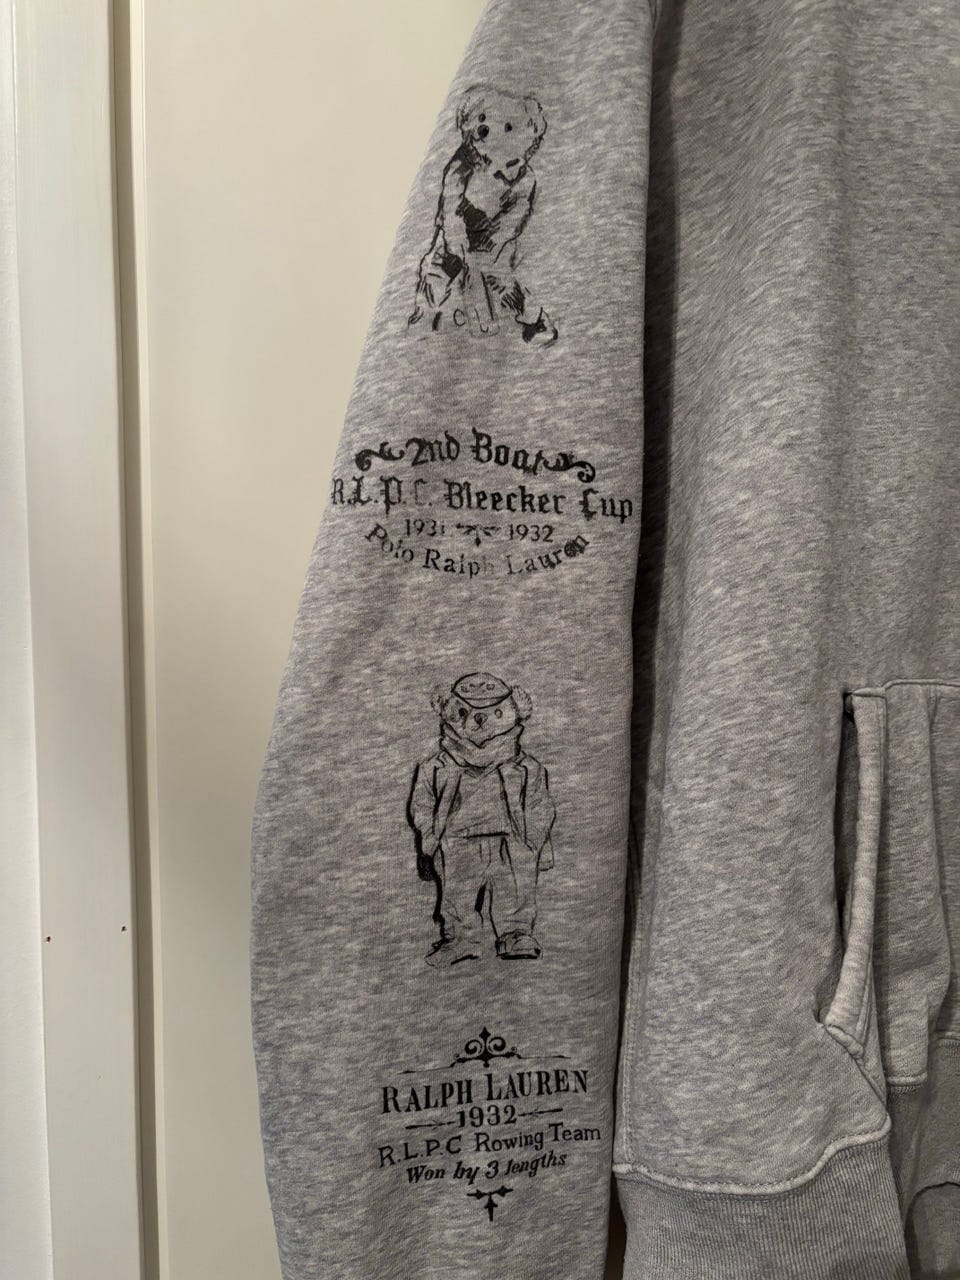 2nd Boat
R.L.P.C. Bleecker Cup
1931 1932
Polo Ralph Lauren
RALPH LAUREN
1932
R.L.P.C Rowing Team
Won by 3 lengths